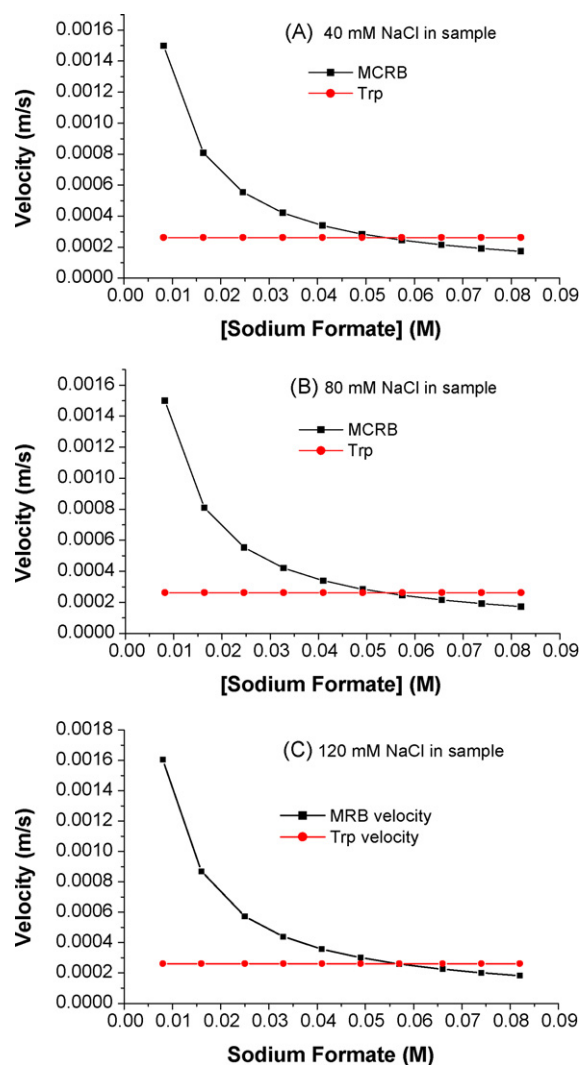 (A) 40 mM NaCl in sample
MCRB
Trp
Velocity (m/s)
0.0016
0.0014
0.0012
0.0010
0.0008
0.0006
0.0004
0.0002
0.0000
0.00 0.01 0.02 0.03 0.04 0.05 0.06 0.07 0.08 0.09
[Sodium Formate] (M)
(B) 80 mM NaCl in sample
MCRB
Trp
Velocity (m/s)
0.0016
0.0014
0.0012
0.0010
0.0008
0.0006
0.0004
0.0002
0.0000
0.00 0.01 0.02 0.03 0.04 0.05 0.06 0.07 0.08 0.09
[Sodium Formate] (M)
(C) 120 mM NaCl in sample
MRB velocity
Trp velocity
Velocity (m/s)
0.0018
0.0016
0.0014
0.0012
0.0010
0.0008
0.0006
0.0004
0.0002
0.0000
0.00 0.01 0.02 0.03 0.04 0.05 0.06 0.07 0.08 0.09
Sodium Formate (M)